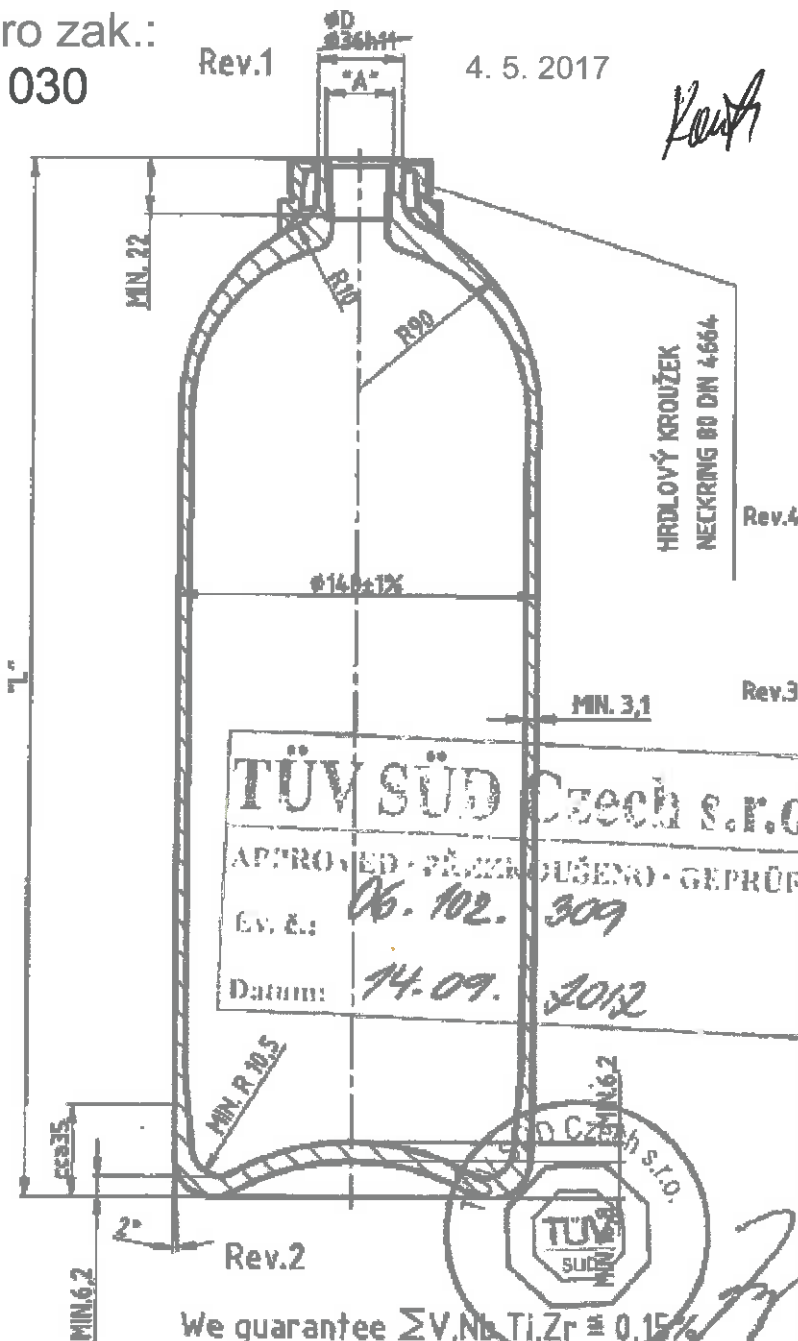 ro zak.:
030
Rev.1
øD
ø36h11
"A"
4. 5. 2017
MIN. 22
R10
R90
HRDLOVÝ KROUŽEK
NECKRING 80 DIN 4664
Rev.4
ø140±1%
"L"
Rev.3
MIN. 3,1
TÜV SÜD Czech s.r.o
APPROVED - PŘEZKOUŠENO - GEPRÜF
Ev. č.: 06. 102. 309
Datum: 14. 09. 2012
MIN. R 10,5
cca35
MIN.6,2
TÜV SÜD Czech s.r.o.
TÜV
SÜD
2°
Rev.2
MIN.6,2
We guarantee ΣV,Nb,Ti,Zr ≦ 0.15%